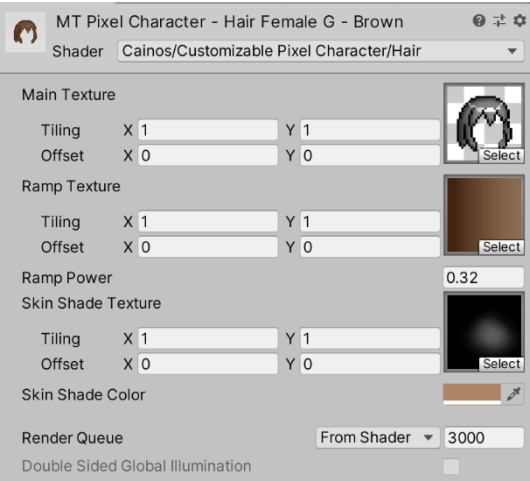 MT Pixel Character - Hair Female G - Brown
Shader Cainos/Customizable Pixel Character/Hair
Main Texture
Tiling X 1 Y 1
Offset X 0 Y 0
Select
Ramp Texture
Tiling X 1 Y 1
Offset X 0 Y 0
Select
Ramp Power 0.32
Skin Shade Texture
Tiling X 1 Y 1
Offset X 0 Y 0
Select
Skin Shade Color
Render Queue From Shader 3000
Double Sided Global Illumination